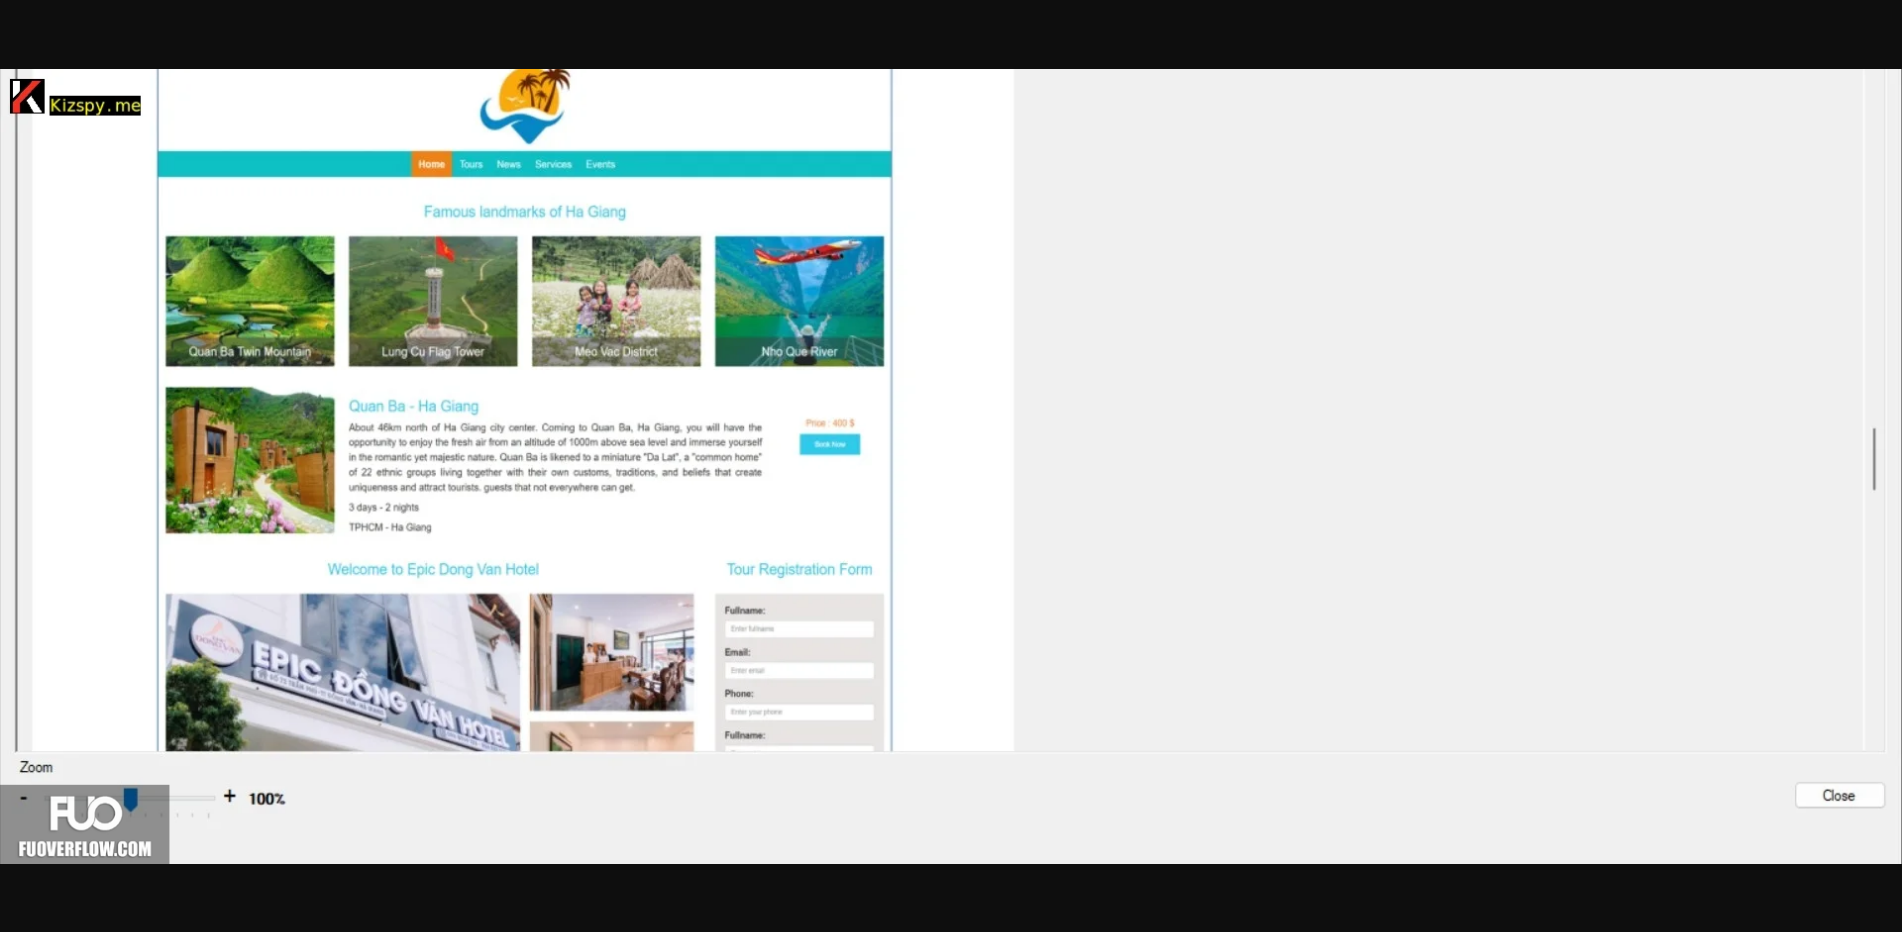 Kizspy.me
Home Tours News Services Events
Famous landmarks of Ha Giang
Quan Ba Twin Mountain
Lung Cu Flag Tower
Meo Vac District
Nho Que River
Quan Ba - Ha Giang
About 46km north of Ha Giang city center. Coming to Quan Ba, Ha Giang, you will have the
opportunity to enjoy the fresh air from an altitude of 1000m above sea level and immerse yourself
in the romantic yet majestic nature. Quan Ba is likened to a miniature "Da Lat", a "common home"
of 22 ethnic groups living together with their own customs, traditions, and beliefs that create
uniqueness and attract tourists. guests that not everywhere can get.
3 days - 2 nights
TPHCM - Ha Giang
Price : 400 $
Book Now
Welcome to Epic Dong Van Hotel
EPIC ĐỒNG VĂN HOTEL
Tour Registration Form
Fullname:
Enter fullname
Email:
Enter email
Phone:
Enter your phone
Fullname:
Zoom
- + 100%
Close
FUO
FUOVERFLOW.COM